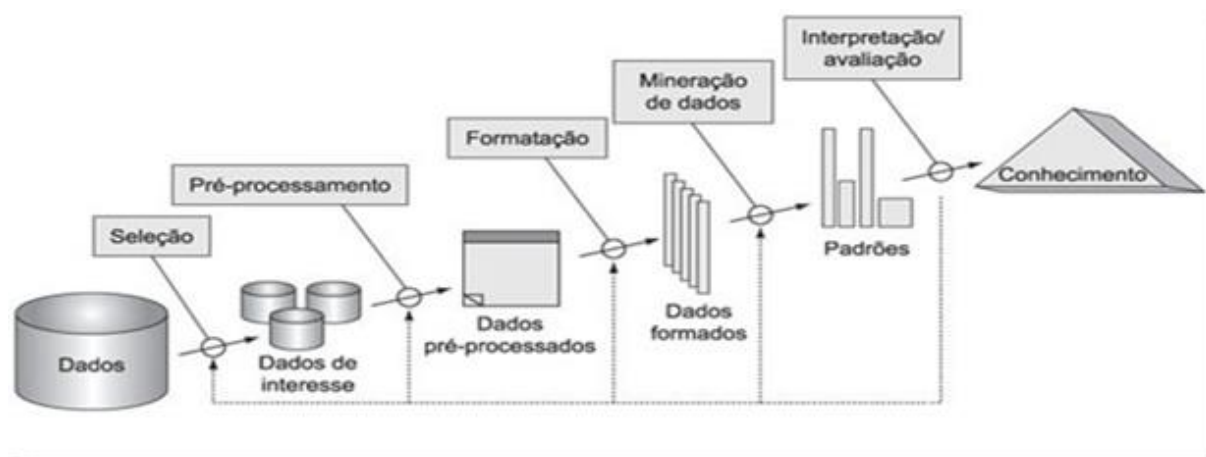 Interpretação/
avaliação
Mineração
de dados
Formatação
Pré-processamento
Seleção
Dados
Dados de
interesse
Dados
pré-processados
Dados
formados
Padrões
Conhecimento